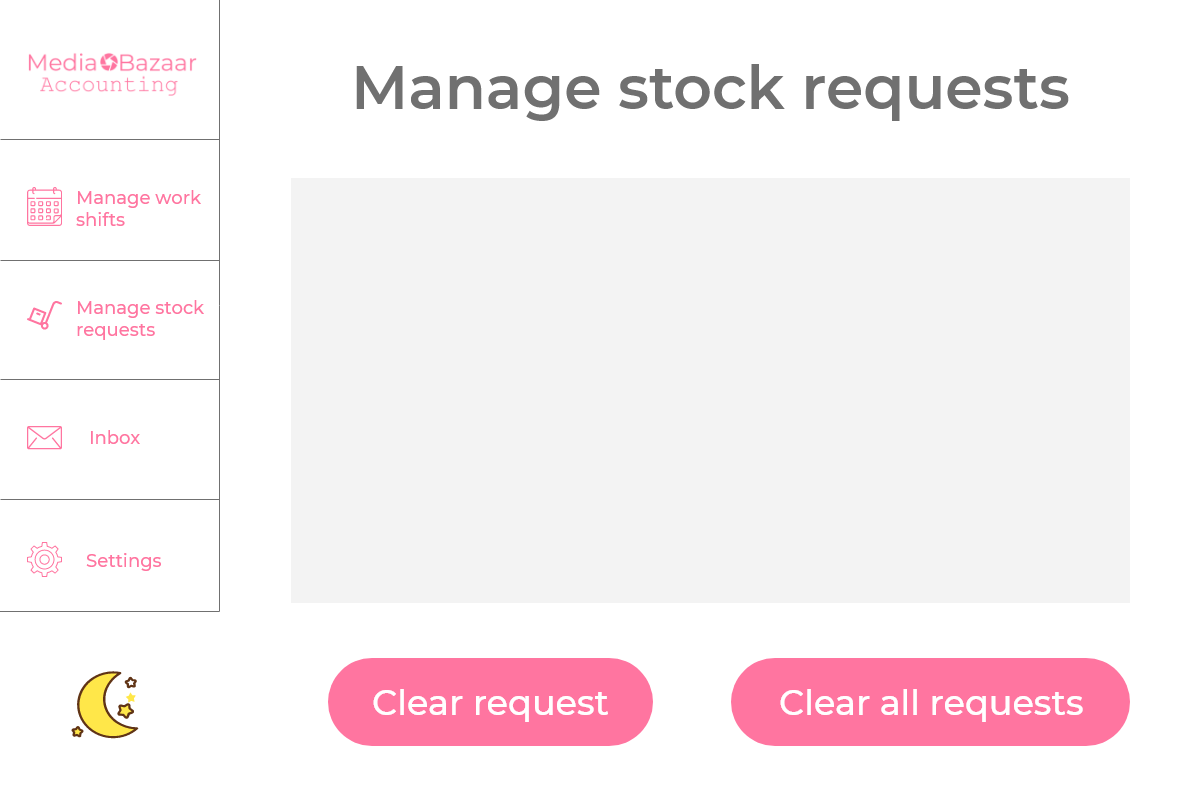 Media Bazaar
Accounting
Manage work
shifts
Manage stock
requests
Inbox
Settings
Manage stock requests
Clear request
Clear all requests